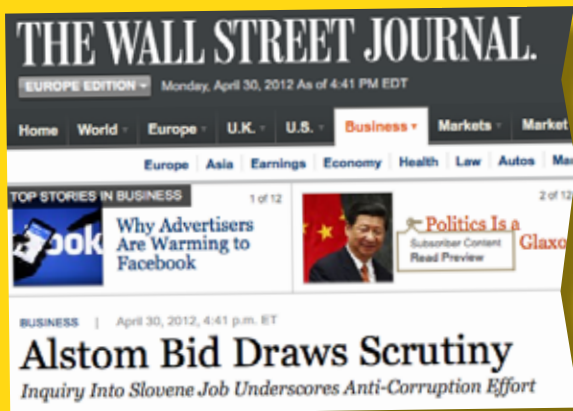 THE WALL STREET JOURNAL.
EUROPE EDITION Monday, April 30, 2012 As of 4:41 PM EDT
Home World Europe U.K. U.S. Business Markets Market
Europe Asia Earnings Economy Health Law Autos Ma
TOP STORIES IN BUSINESS
1 of 12
ook
Why Advertisers
Are Warming to
Facebook
2 of 12
Politics Is a
Subscriber Content
Read Preview
Glaxo
BUSINESS | April 30, 2012, 4:41 p.m. ET
Alstom Bid Draws Scrutiny
Inquiry Into Slovene Job Underscores Anti-Corruption Effort